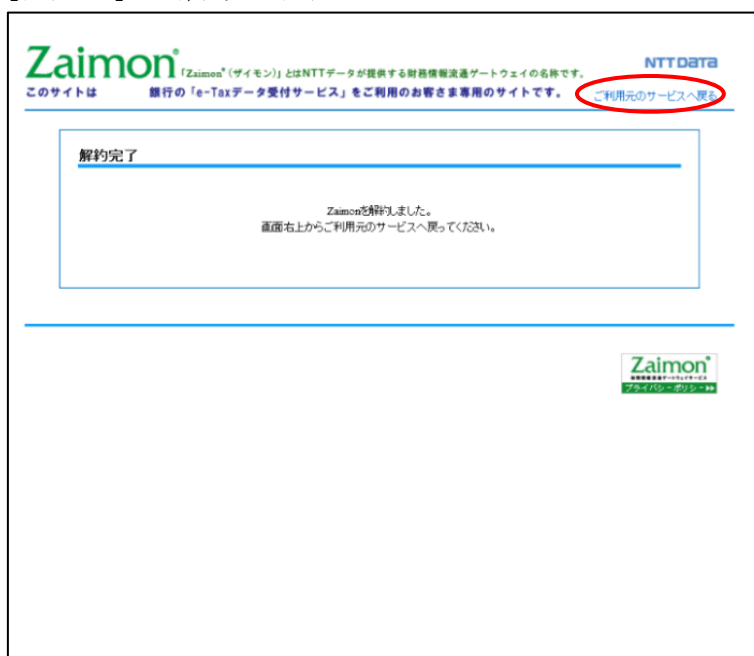 Zaimon® 「Zaimon®(ザイモン)」とはNTTデータが提供する財務情報流通ゲートウェイの名称です。
NTT DATA
このサイトは 銀行の「e-Taxデータ受付サービス」をご利用のお客さま専用のサイトです。
ご利用元のサービスへ戻る
解約完了
Zaimonを解約しました。
画面右上からご利用元のサービスへ戻ってください。
Zaimon®
プライバシーポリシー